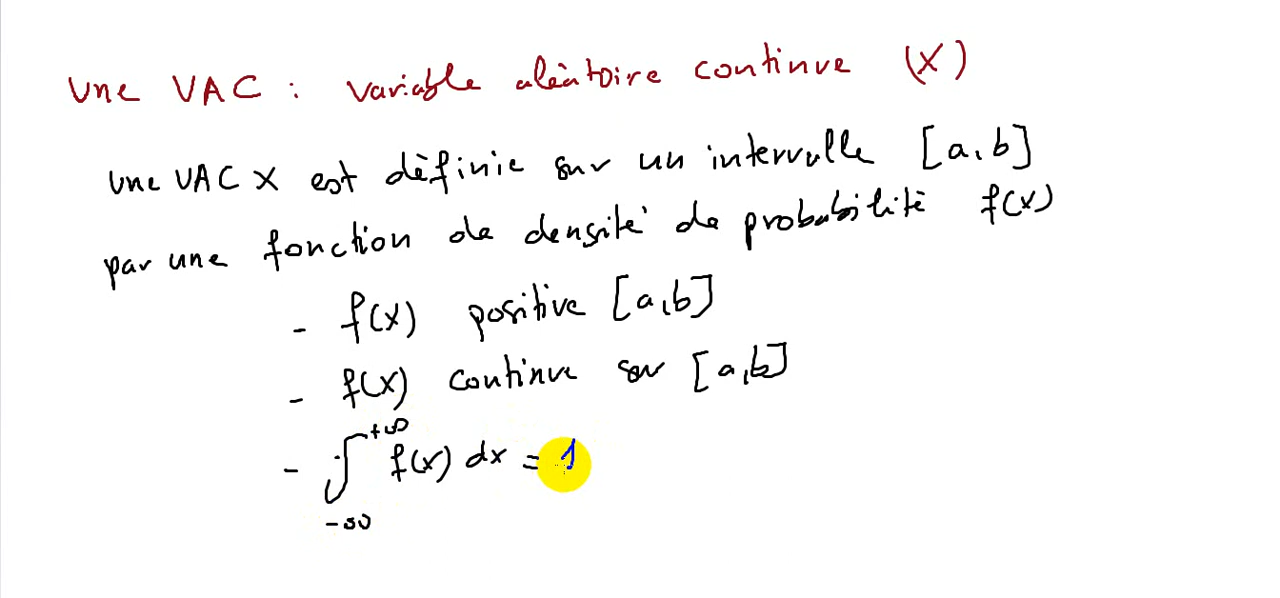 une VAC : variable aléatoire continue (X)
une VAC X est définie sur un intervalle [a,b]
par une fonction de densité de probabilité f(x)
- f(x) positive [a,b]
- f(x) continue sur [a,b]
- ∫_{-∞}^{+∞} f(x) dx = 1